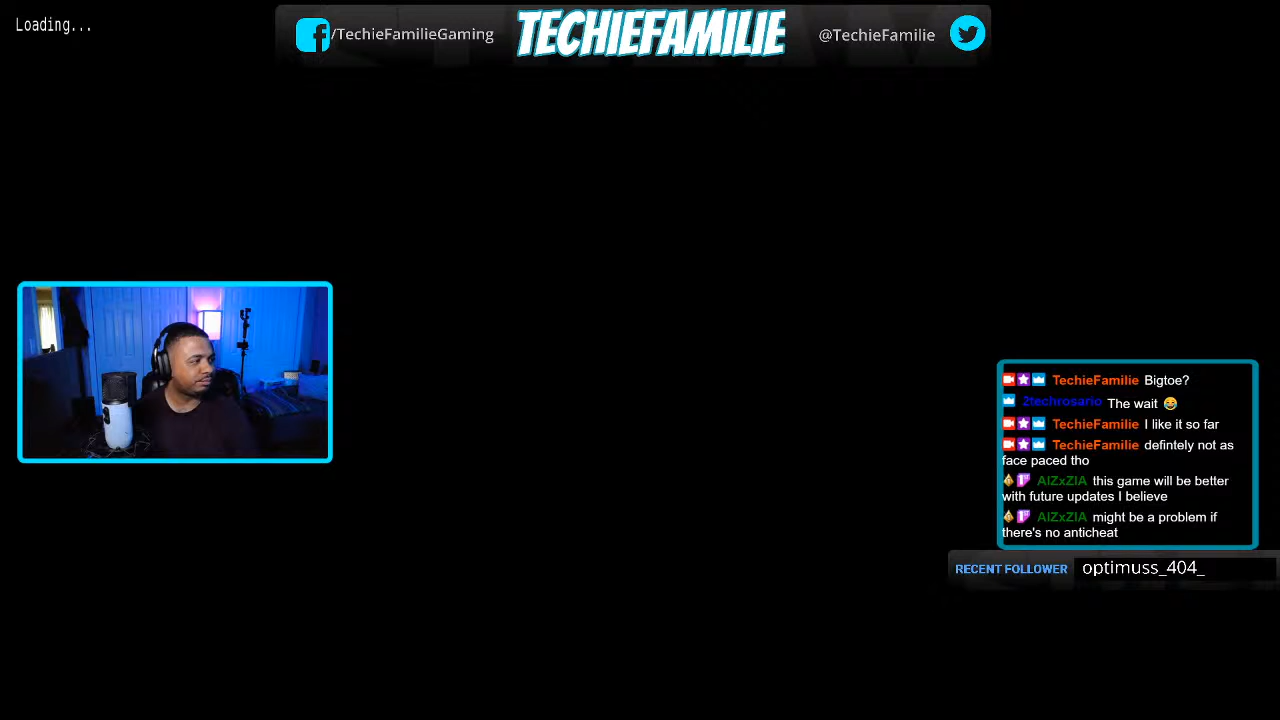 Loading...
/TechieFamilieGaming
TECHIEFAMILIE
@TechieFamilie
TechieFamilie Bigtoe?
2techrosario The wait 😂
TechieFamilie I like it so far
TechieFamilie defintely not as
face paced tho
AIZxZIA this game will be better
with future updates I believe
AIZxZIA might be a problem if
there's no anticheat
RECENT FOLLOWER optimuss_404_